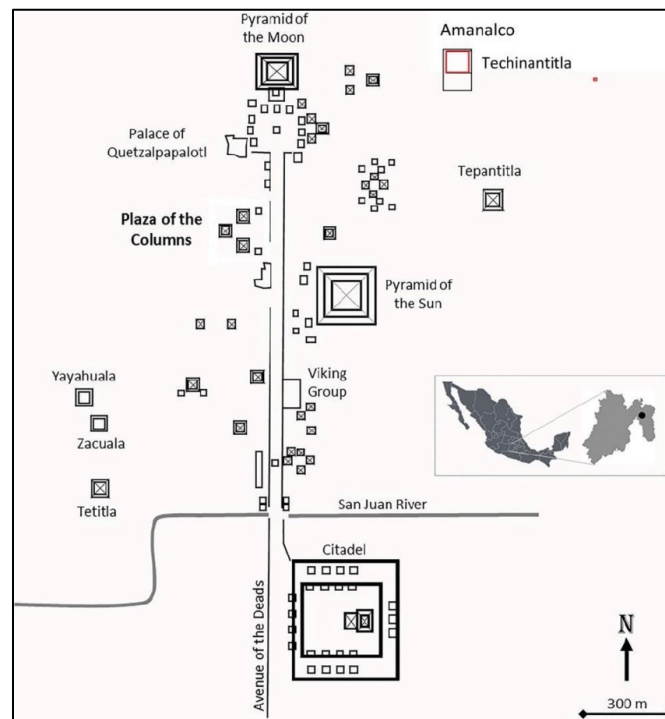 Pyramid of
the Moon
Amanalco
Techinantitla
Palace of
Quetzalpapalotl
Tepantitla
Plaza of the
Columns
Pyramid of
the Sun
Yayahuala
Viking
Group
Zacuala
Tetitla
San Juan River
Citadel
Avenue of the Deads
N
300 m